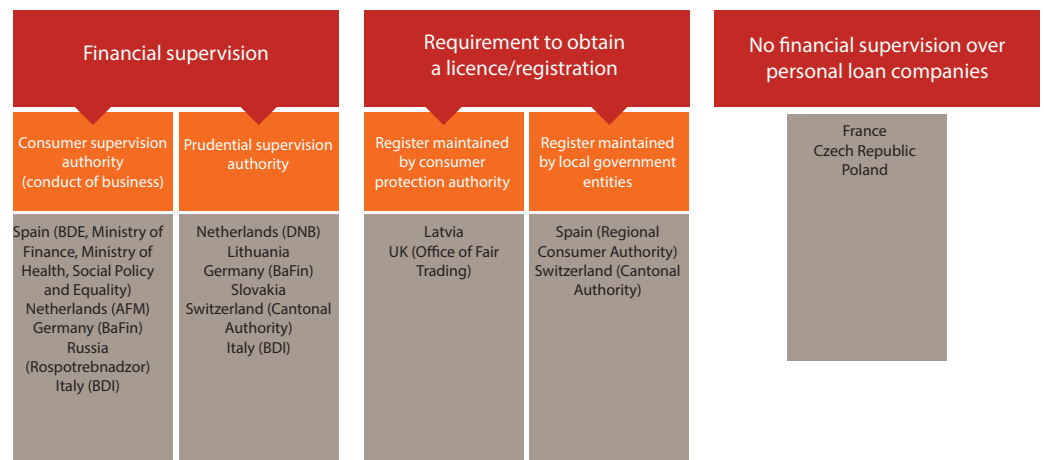 Financial supervision
Consumer supervision
authority
(conduct of business)
Spain (BDE, Ministry of
Finance, Ministry of
Health, Social Policy
and Equality)
Netherlands (AFM)
Germany (BaFin)
Russia
(Rospotrebnadzor)
Italy (BDI)
Prudential supervision
authority
Netherlands (DNB)
Lithuania
Germany (BaFin)
Slovakia
Switzerland (Cantonal
Authority)
Italy (BDI)
Requirement to obtain
a licence/registration
Register maintained
by consumer
protection authority
Latvia
UK (Office of Fair
Trading)
Register maintained
by local government
entities
Spain (Regional
Consumer Authority)
Switzerland (Cantonal
Authority)
No financial supervision over
personal loan companies
France
Czech Republic
Poland